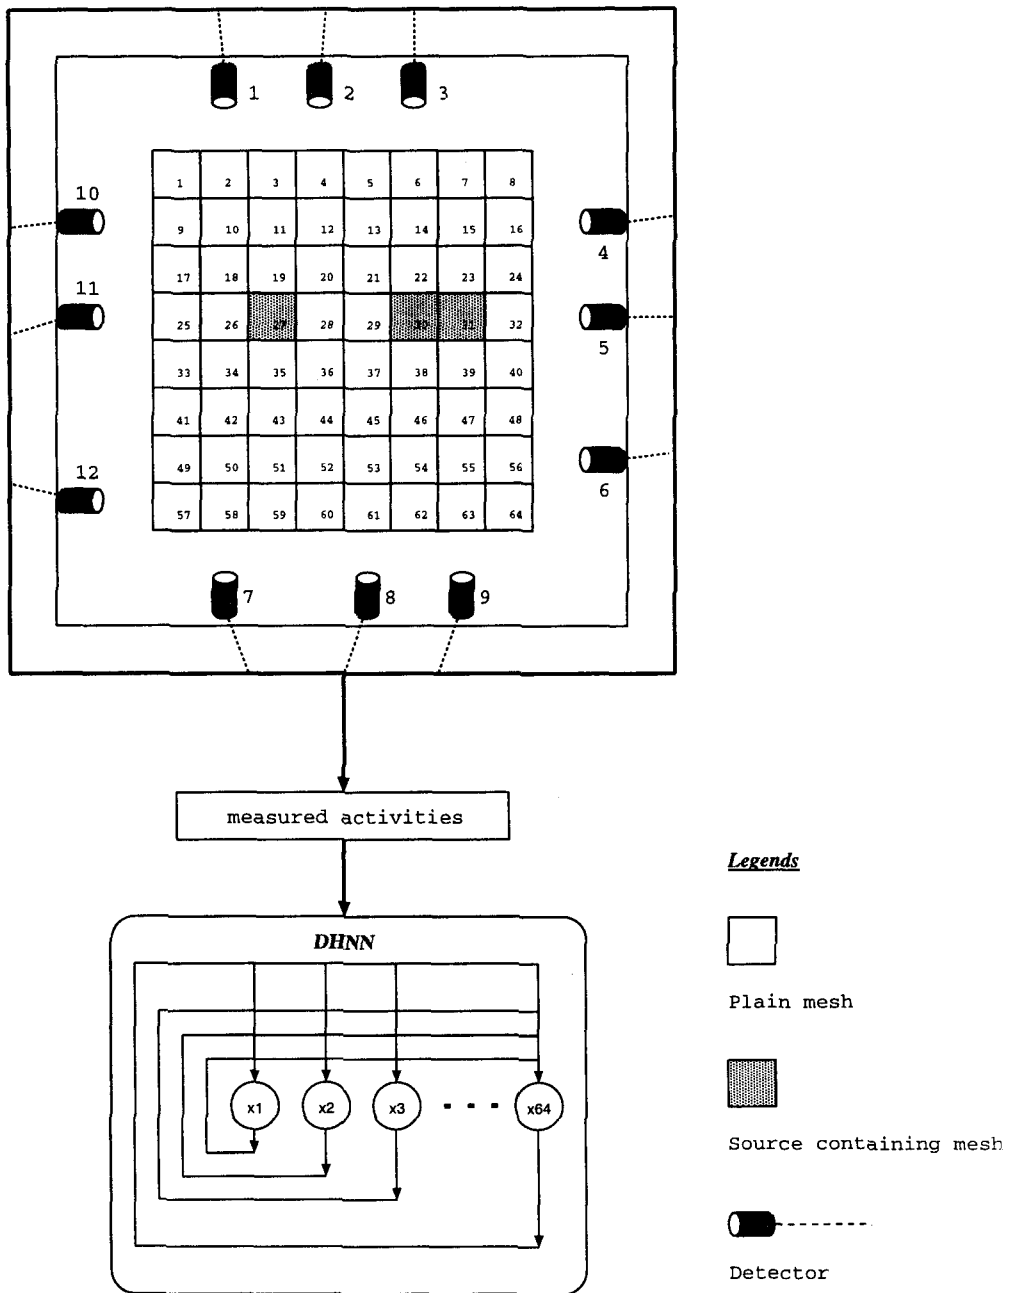 1 2 3
10
4
11
5
12
6
1 2 3 4 5 6 7 8
9 10 11 12 13 14 15 16
17 18 19 20 21 22 23 24
25 26 27 28 29 30 31 32
33 34 35 36 37 38 39 40
41 42 43 44 45 46 47 48
49 50 51 52 53 54 55 56
57 58 59 60 61 62 63 64
7 8 9
measured activities
DHNN
x1 x2 x3 x64
Legends
Plain mesh
Source containing mesh
Detector